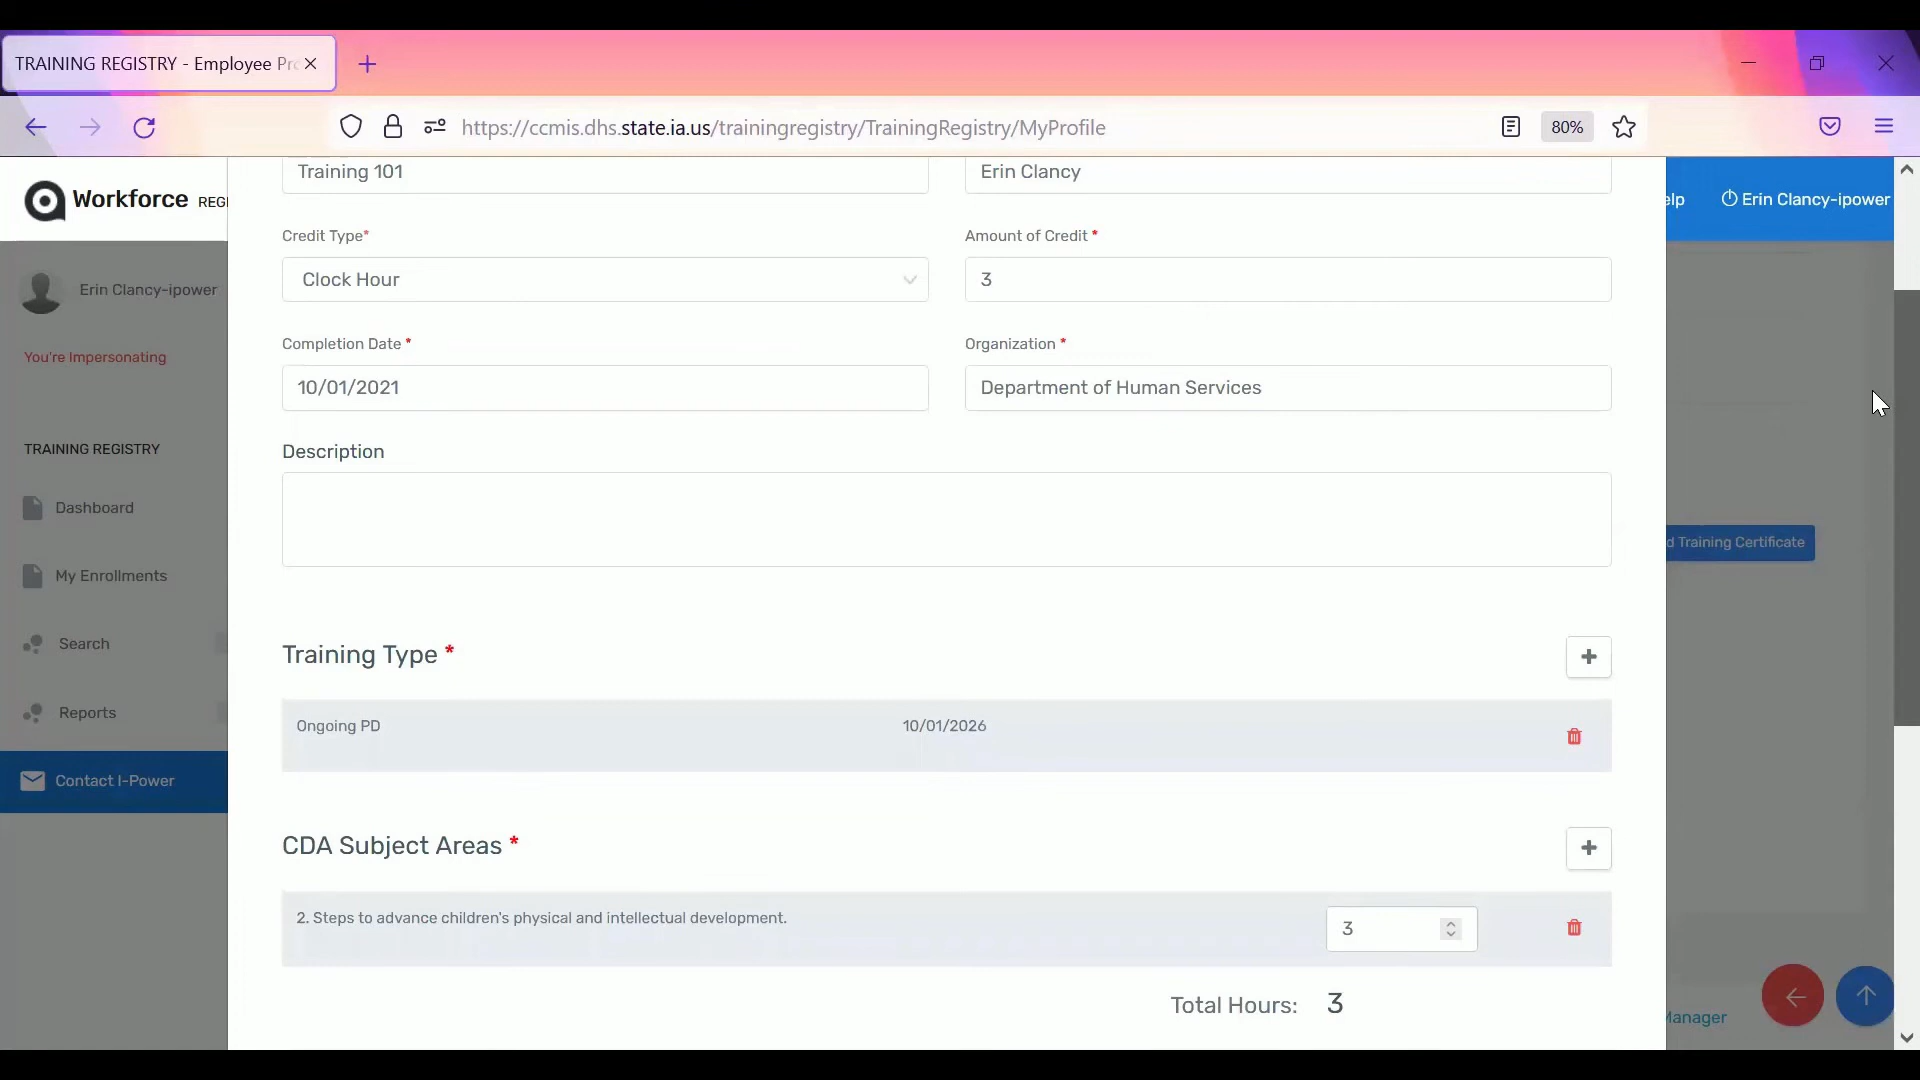 TRAINING REGISTRY - Employee Pr
https://ccmis.dhs.state.ia.us/trainingregistry/TrainingRegistry/MyProfile
80%
Workforce REGI
elp
Erin Clancy-ipower
Training 101
Erin Clancy
Credit Type*
Amount of Credit *
Clock Hour
3
Erin Clancy-ipower
Completion Date *
Organization *
You're Impersonating
10/01/2021
Department of Human Services
TRAINING REGISTRY
Description
Dashboard
d Training Certificate
My Enrollments
Search
Training Type *
Reports
Ongoing PD
10/01/2026
Contact I-Power
CDA Subject Areas *
2. Steps to advance children's physical and intellectual development.
3
Total Hours: 3
Manager